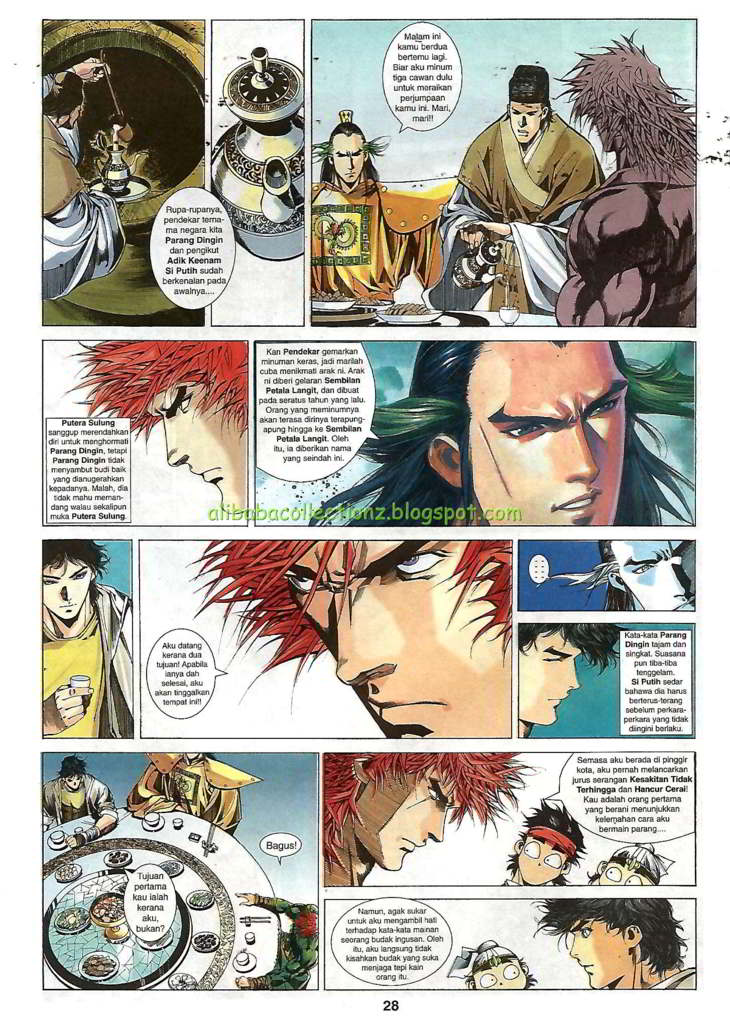 Rupa-rupanya,
pendekar terna-
ma negara kita
Parang Dingin
dan pengikut
Adik Keenam
Si Putih sudah
berkenalan pada
awalnya....
Malam ini
kamu berdua
bertemu lagi.
Biar aku minum
tiga cawan dulu
untuk meraikan
perjumpaan
kamu ini. Mari,
mari!!
Putera Sulung
sanggup merendahkan
diri untuk menghormati
Parang Dingin, tetapi
Parang Dingin tidak
menyambut budi baik
yang dianugerahkan
kepadanya. Malah, dia
tidak mahu meman-
dang walau sekalipun
muka Putera Sulung.
Kan Pendekar gemarkan
minuman keras, jadi marilah
cuba menikmati arak ni. Arak
ni diberi gelaran Sembilan
Petala Langit, dan dibuat
pada seratus tahun yang lalu.
Orang yang meminumnya
akan terasa dirinya terapung-
apung hingga ke Sembilan
Petala Langit. Oleh
itu, ia diberikan nama
yang seindah ini.
alibabacollectionz.blogspot.com
Aku datang
kerana dua
tujuan! Apabila
ianya dah
selesai, aku
akan tinggalkan
tempat ini!!
......
Kata-kata Parang
Dingin tajam dan
singkat. Suasana
pun tiba-tiba
tenggelam.
Si Putih sedar
bahawa dia harus
berterus-terang
sebelum perkara-
perkara yang tidak
diingini berlaku.
Bagus!
Tujuan
pertama
kau ialah
kerana
aku,
bukan?
Semasa aku berada di pinggir
kota, aku pernah melancarkan
jurus serangan Kesakitan Tidak
Terhingga dan Hancur Cerai!
Kau adalah orang pertama
yang berani menunjukkan
kelemahan cara aku
bermain parang....
Namun, agak sukar
untuk aku mengambil hati
terhadap kata-kata mainan
seorang budak ingusan. Oleh
itu, aku langsung tidak
kisahkan budak yang suka
menjaga tepi kain
orang itu.
28